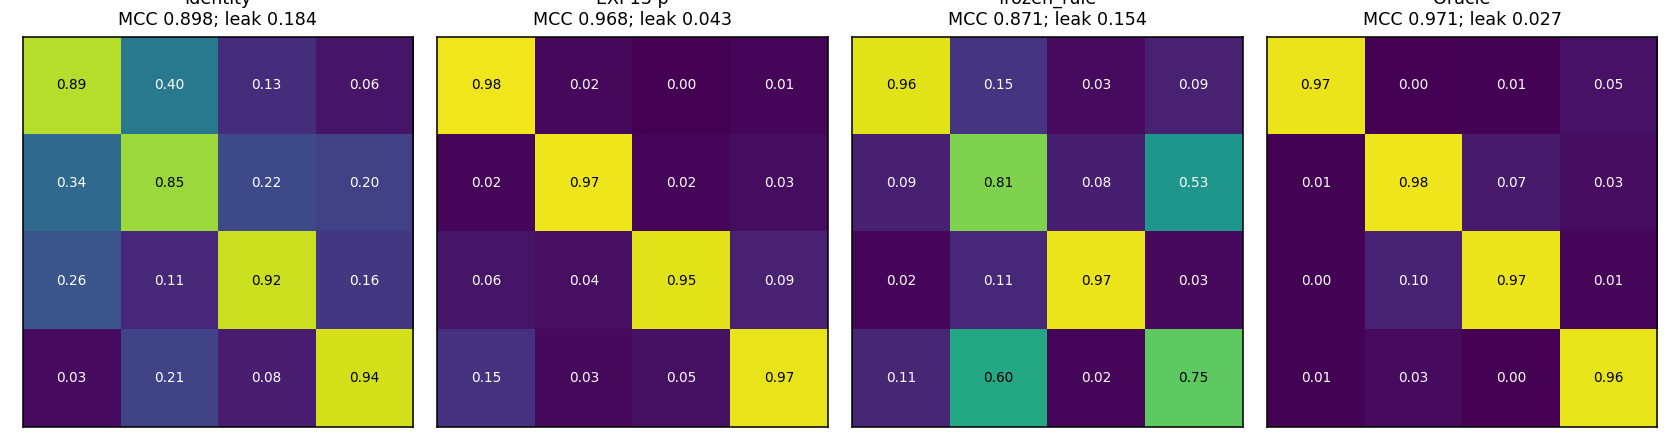 Identity
MCC 0.898; leak 0.184
0.89 0.40 0.13 0.06
0.34 0.85 0.22 0.20
0.26 0.11 0.92 0.16
0.03 0.21 0.08 0.94
MCC 0.968; leak 0.043
0.98 0.02 0.00 0.01
0.02 0.97 0.02 0.03
0.06 0.04 0.95 0.09
0.15 0.03 0.05 0.97
frozen_rule
MCC 0.871; leak 0.154
0.96 0.15 0.03 0.09
0.09 0.81 0.08 0.53
0.02 0.11 0.97 0.03
0.11 0.60 0.02 0.75
Oracle
MCC 0.971; leak 0.027
0.97 0.00 0.01 0.05
0.01 0.98 0.07 0.03
0.00 0.10 0.97 0.01
0.01 0.03 0.00 0.96